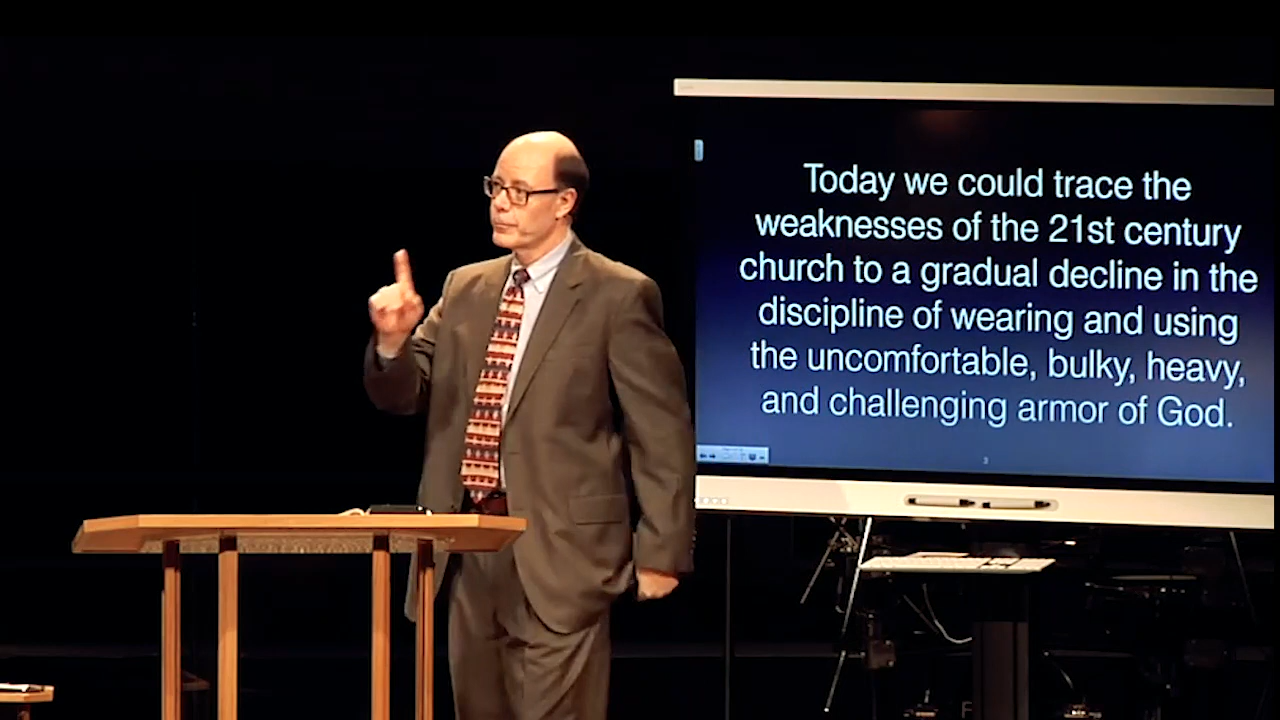 Today we could trace the
weaknesses of the 21st century
church to a gradual decline in the
discipline of wearing and using
the uncomfortable, bulky, heavy,
and challenging armor of God.
3